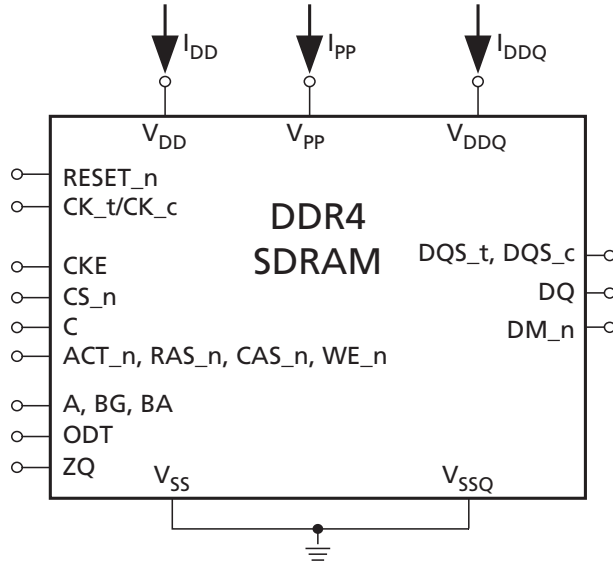 I_DD
I_PP
I_DDQ
V_DD
V_PP
V_DDQ
RESET_n
CK_t/CK_c
DDR4
SDRAM
CKE
CS_n
C
ACT_n, RAS_n, CAS_n, WE_n
A, BG, BA
ODT
ZQ
DQS_t, DQS_c
DQ
DM_n
V_SS
V_SSQ